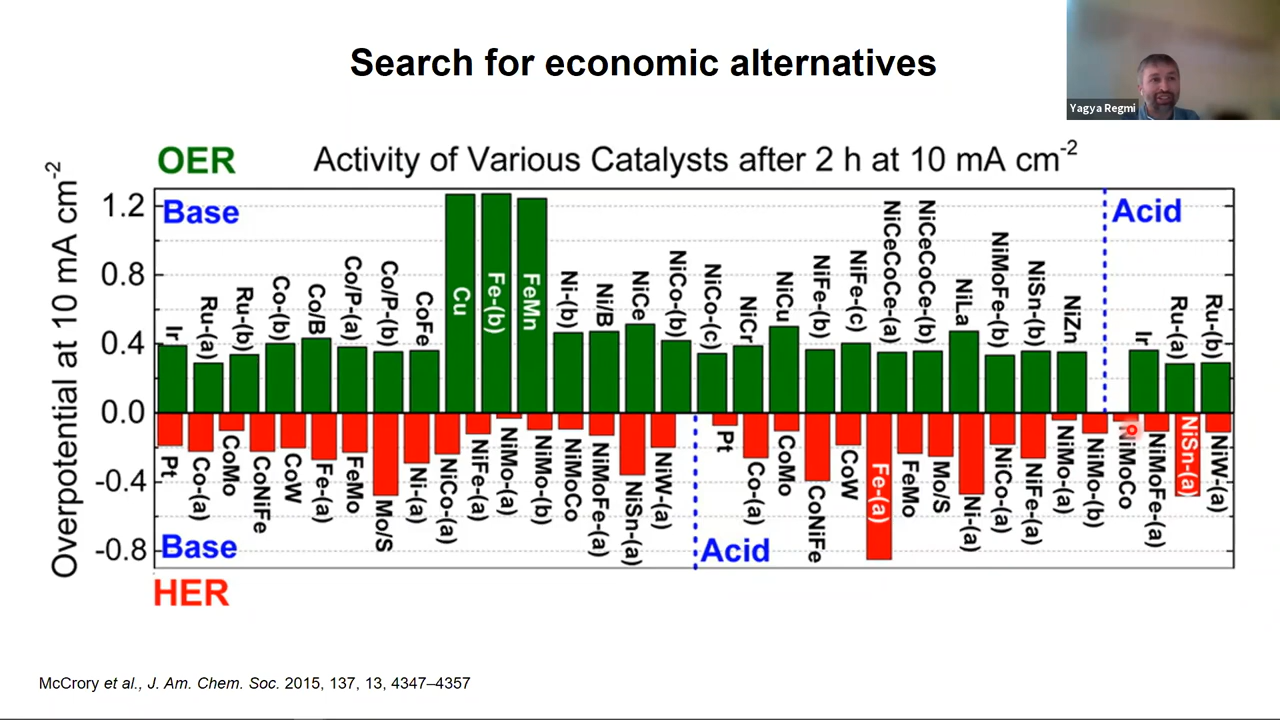 Search for economic alternatives
Yagya Regmi
OER
Activity of Various Catalysts after 2 h at 10 mA cm-2
Overpotential at 10 mA cm-2
1.2
0.8
0.4
0.0
-0.4
-0.8
Base
Acid
Ir
Ru-(a)
Ru-(b)
Co-(b)
Co/B
Co/P-(a)
Co/P-(b)
CoFe
Cu
Fe-(b)
FeMn
Ni-(b)
Ni/B
NiCe
NiCo-(b)
NiCo-(c)
NiCr
NiCu
NiFe-(b)
NiFe-(c)
NiCeCoCe-(a)
NiCeCoCe-(b)
NiLa
NiMoFe-(b)
NiSn-(b)
NiZn
Ir
Ru-(a)
Ru-(b)
Pt
Co-(a)
CoMo
CoNiFe
CoW
Fe-(a)
FeMo
Mo/S
Ni-(a)
NiCo-(a)
NiFe-(a)
NiMo-(a)
NiMo-(b)
NiMoCo
NiMoFe-(a)
NiSn-(a)
NiW-(a)
Pt
Co-(a)
CoMo
CoNiFe
CoW
Fe-(a)
FeMo
Mo/S
Ni-(a)
NiCo-(a)
NiFe-(a)
NiMo-(a)
NiMo-(b)
NiMoCo
NiMoFe-(a)
NiSn-(a)
NiW-(a)
Base
Acid
HER
McCrory et al., J. Am. Chem. Soc. 2015, 137, 13, 4347–4357